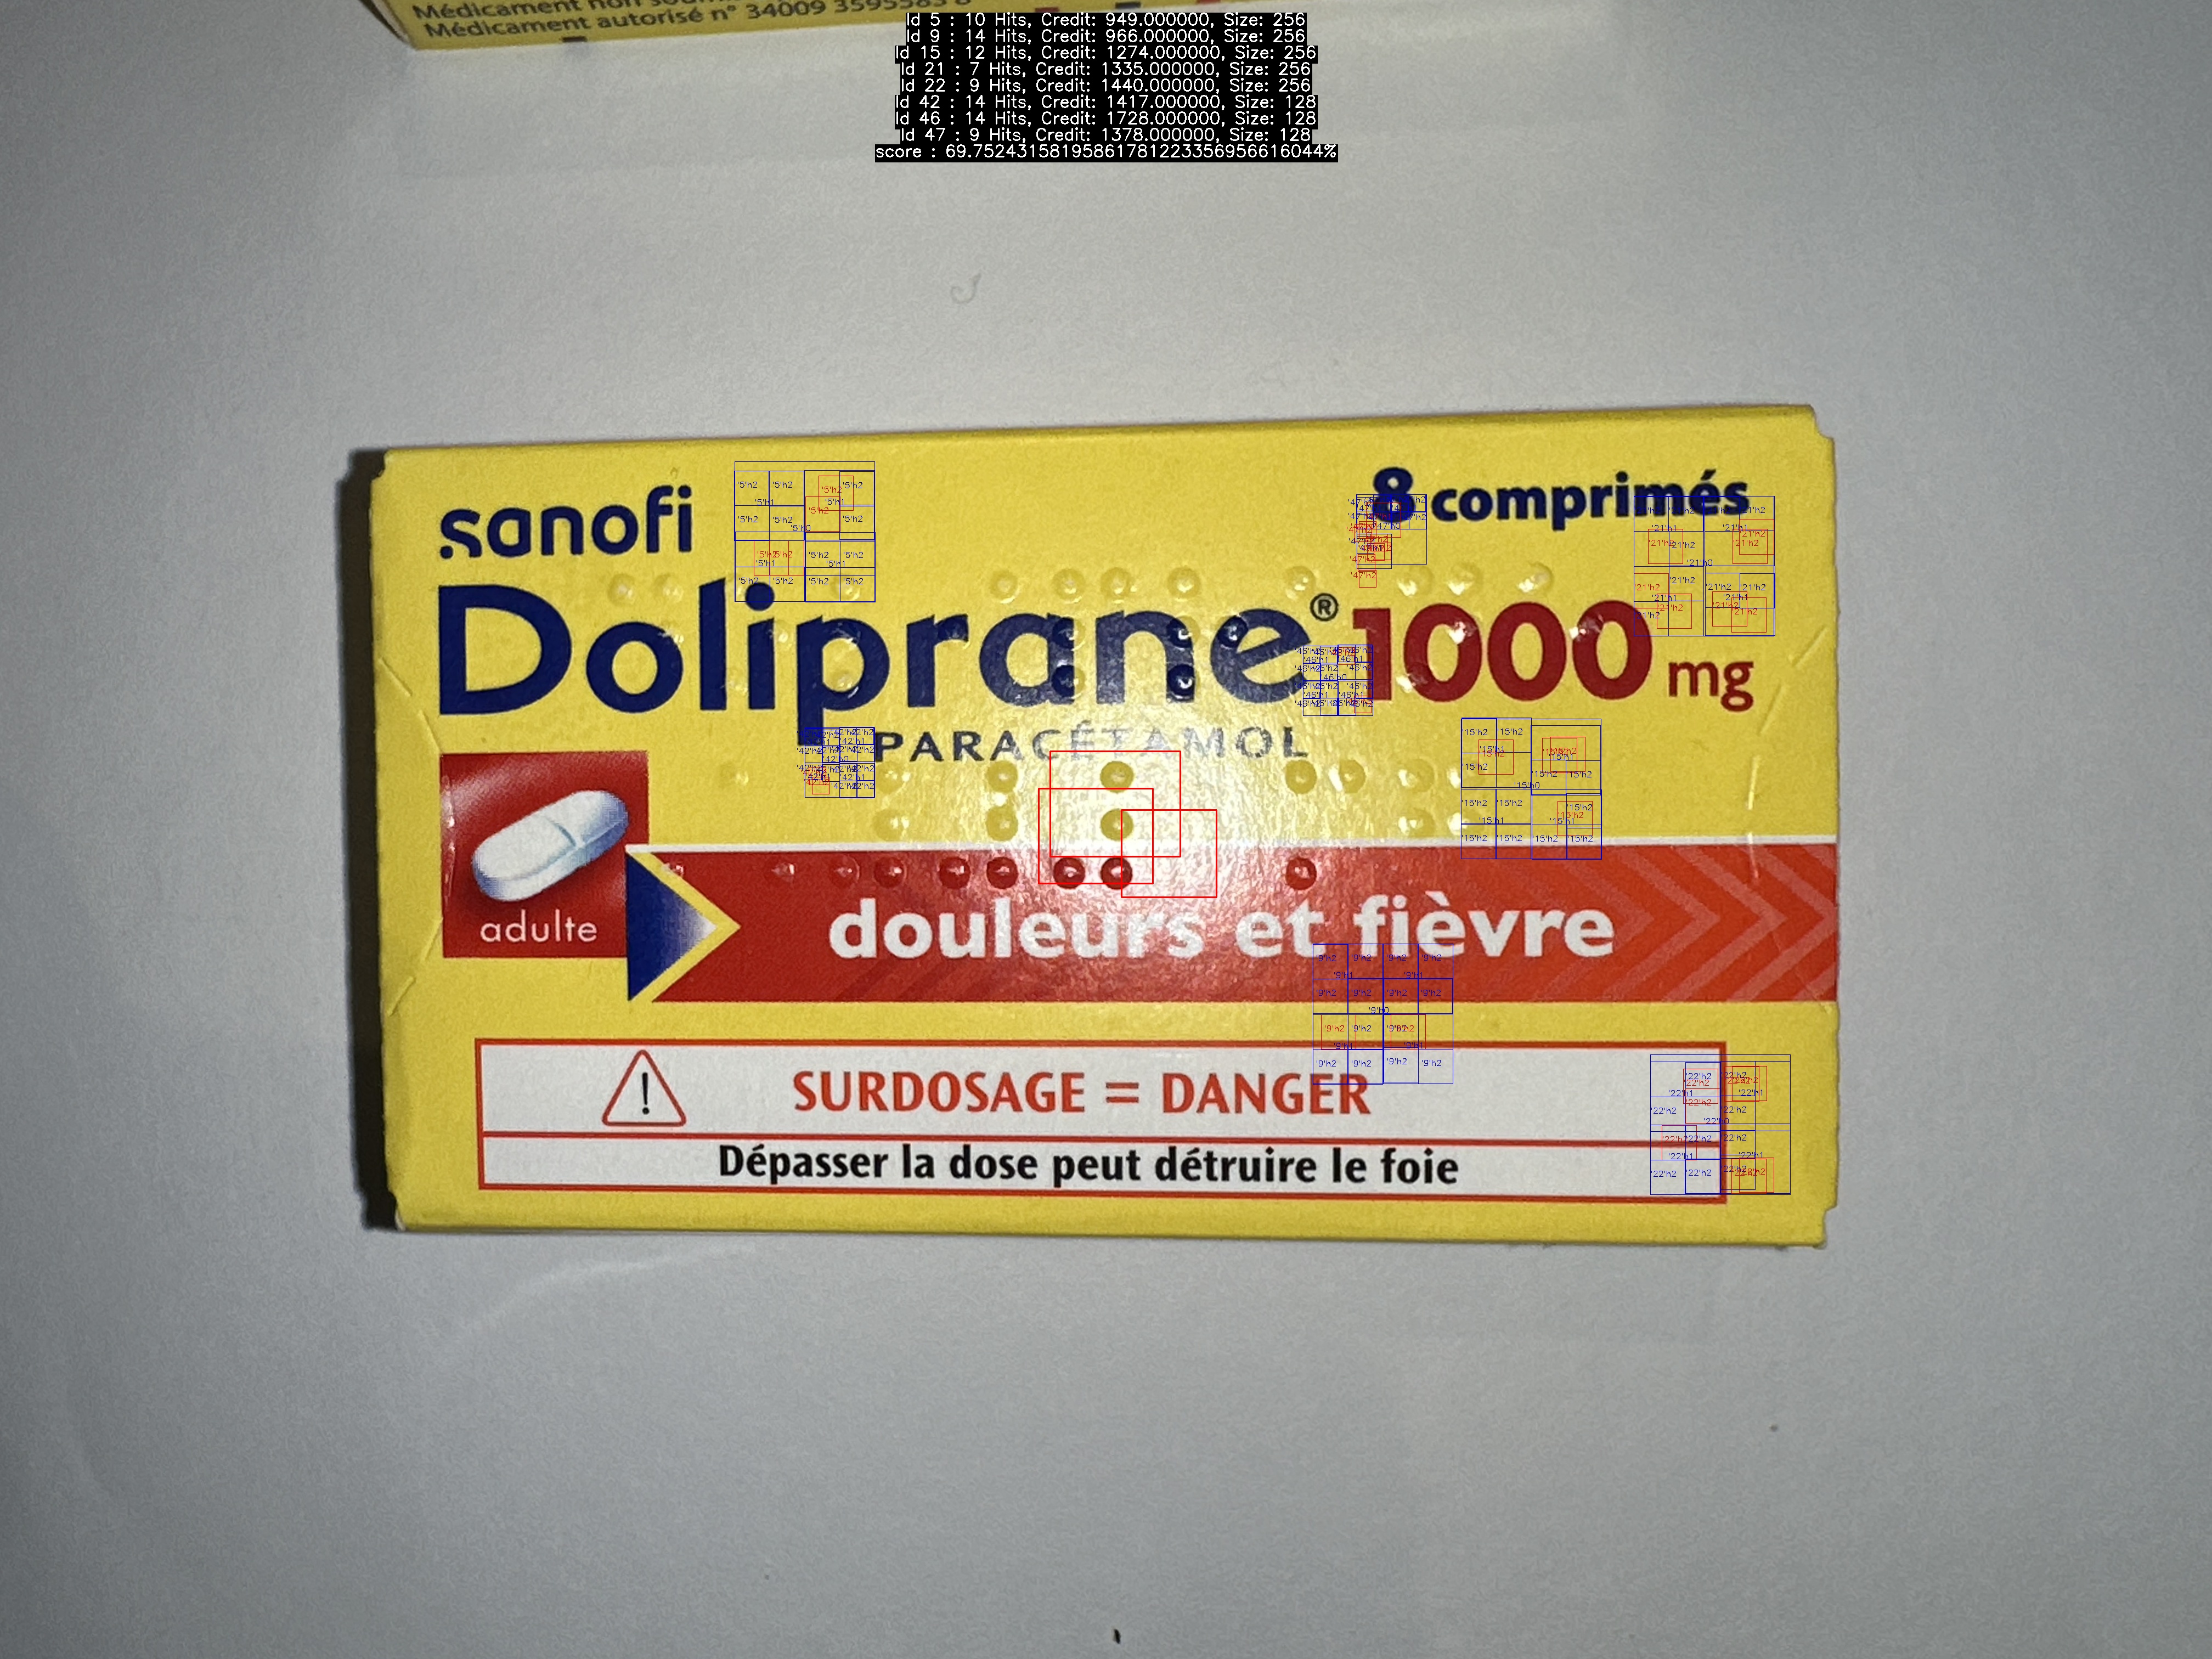 Médicament autorisé n° 34009 3595583 8
Id 5 : 10 Hits, Credit: 949.000000, Size: 256
Id 9 : 14 Hits, Credit: 966.000000, Size: 256
Id 15 : 12 Hits, Credit: 1274.000000, Size: 256
Id 21 : 7 Hits, Credit: 1335.000000, Size: 256
Id 22 : 9 Hits, Credit: 1440.000000, Size: 256
Id 42 : 14 Hits, Credit: 1417.000000, Size: 128
Id 46 : 14 Hits, Credit: 1728.000000, Size: 128
Id 47 : 9 Hits, Credit: 1378.000000, Size: 128
score : 69.752431581958617812233569566160​44%
sanofi
8 comprimés
Doliprane® 1000 mg
PARACÉTAMOL
adulte
douleurs et fièvre
! SURDOSAGE = DANGER
Dépasser la dose peut détruire le foie